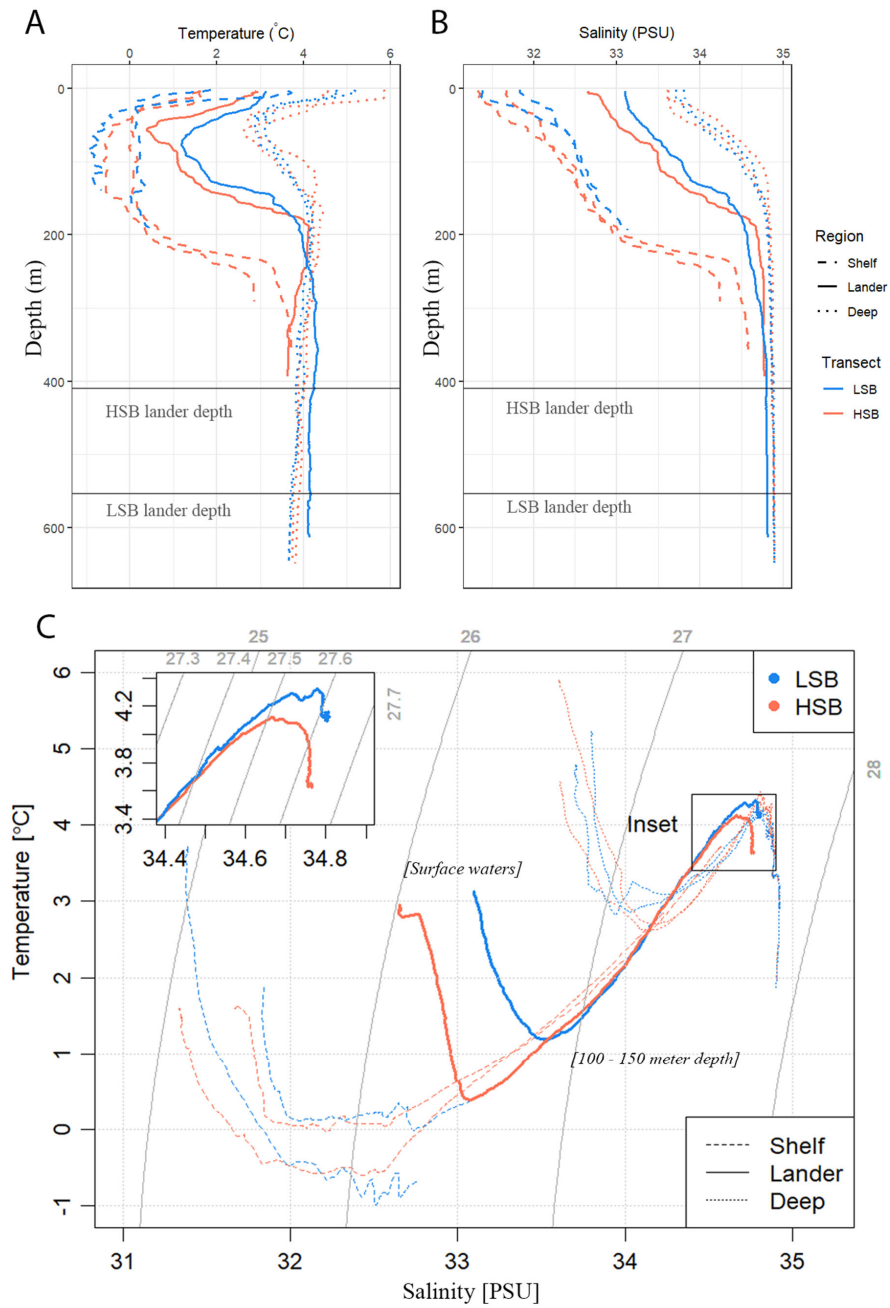 A
Temperature (°C)
0
2
4
6
0
200
400
600
Depth (m)
HSB lander depth
LSB lander depth
B
Salinity (PSU)
32
33
34
35
0
200
400
600
Depth (m)
HSB lander depth
LSB lander depth
Region
Shelf
Lander
Deep
Transect
LSB
HSB
C
25
26
27
28
27.3
27.4
27.5
27.6
27.7
LSB
HSB
6
5
4
3
2
1
0
-1
Temperature [°C]
4.2
3.8
3.4
34.4
34.6
34.8
Inset
[Surface waters]
[100 - 150 meter depth]
Shelf
Lander
Deep
31
32
33
34
35
Salinity [PSU]